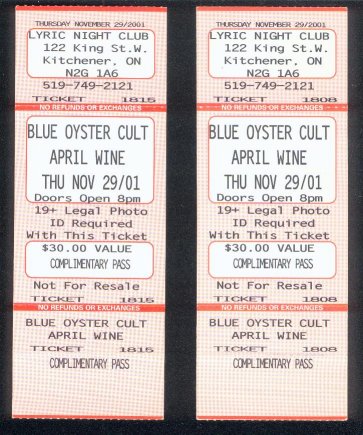 THURSDAY NOVEMBER 29/2001
LYRIC NIGHT CLUB
122 King St.W.
Kitchener, ON
N2G 1A6
519-749-2121
TICKET 1815
NO REFUNDS OR EXCHANGES
BLUE OYSTER CULT
APRIL WINE
THU NOV 29/01
Doors Open 8pm
19+ Legal Photo
ID Required
With This Ticket
$30.00 VALUE
COMPLIMENTARY PASS
Not For Resale
TICKET 1815
NO REFUNDS OR EXCHANGES
BLUE OYSTER CULT
APRIL WINE
TICKET 1815
COMPLIMENTARY PASS
THURSDAY NOVEMBER 29/2001
LYRIC NIGHT CLUB
122 King St.W.
Kitchener, ON
N2G 1A6
519-749-2121
TICKET 1808
NO REFUNDS OR EXCHANGES
BLUE OYSTER CULT
APRIL WINE
THU NOV 29/01
Doors Open 8pm
19+ Legal Photo
ID Required
With This Ticket
$30.00 VALUE
COMPLIMENTARY PASS
Not For Resale
TICKET 1808
NO REFUNDS OR EXCHANGES
BLUE OYSTER CULT
APRIL WINE
TICKET 1808
COMPLIMENTARY PASS